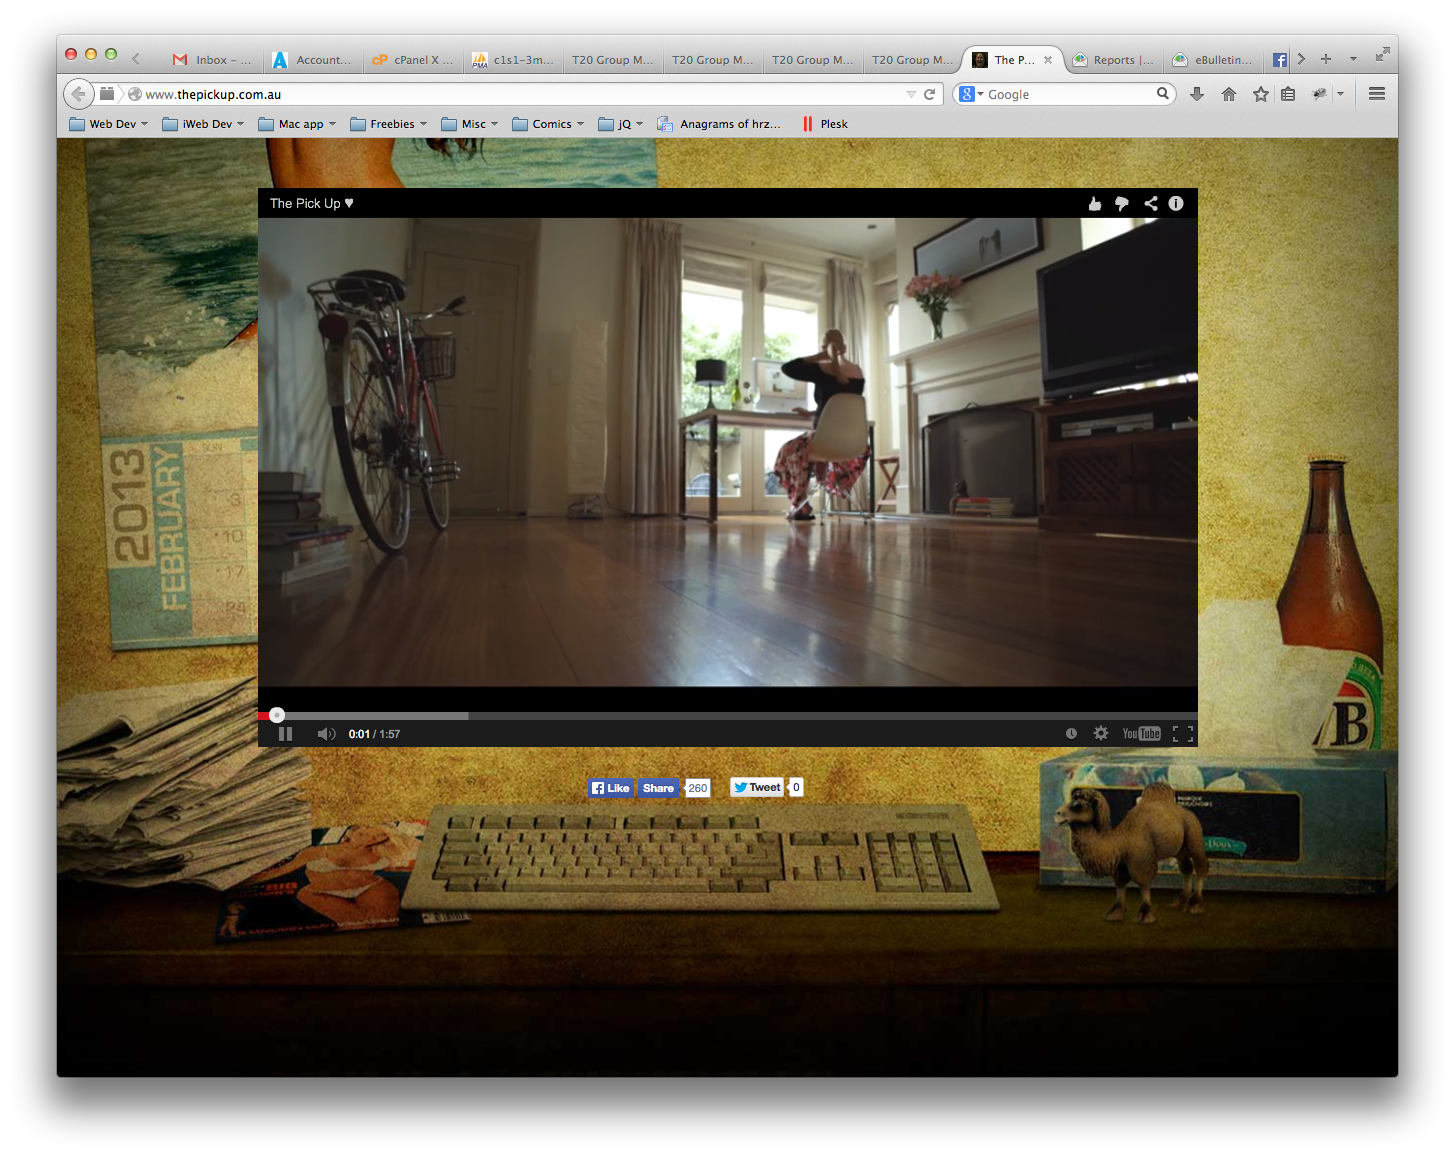 Inbox – ...
Account...
cPanel X ...
c1s1-3m...
T20 Group M...
T20 Group M...
T20 Group M...
T20 Group M...
The P...
Reports |...
eBulletin...
www.thepickup.com.au
Google
Web Dev
iWeb Dev
Mac app
Freebies
Misc
Comics
jQ
Anagrams of hrz...
Plesk
The Pick Up ♥
2013
FEBRUARY
SUN
3
10
17
24
0:01 / 1:57
YouTube
Like
Share
260
Tweet
0
BIG
B